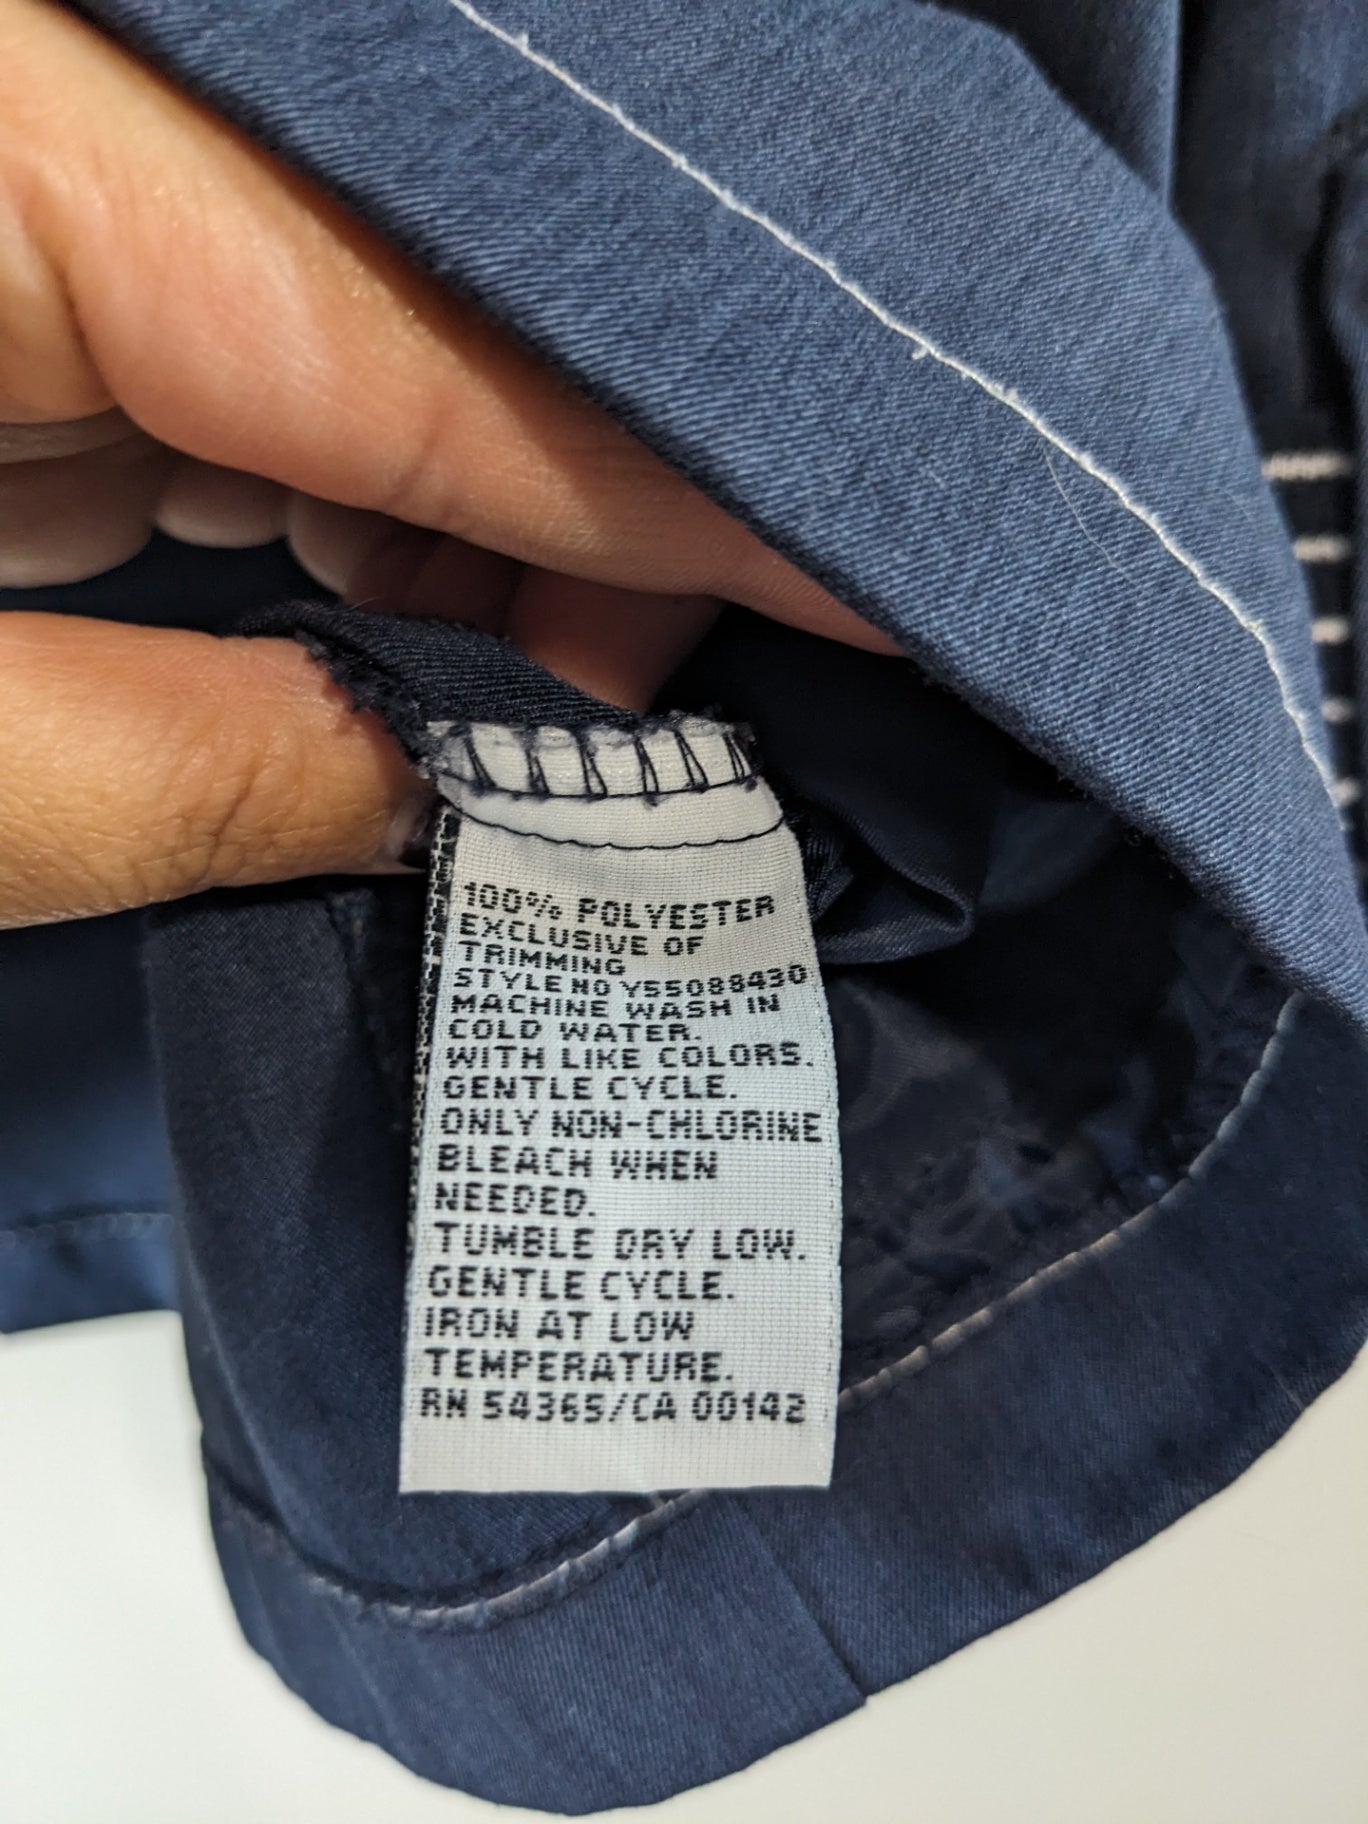 100% POLYESTER
EXCLUSIVE OF
TRIMMING
STYLE NO Y55088430
MACHINE WASH IN
COLD WATER.
WITH LIKE COLORS.
GENTLE CYCLE.
ONLY NON-CHLORINE
BLEACH WHEN
NEEDED.
TUMBLE DRY LOW.
GENTLE CYCLE.
IRON AT LOW
TEMPERATURE.
RN 54365/CA 00142